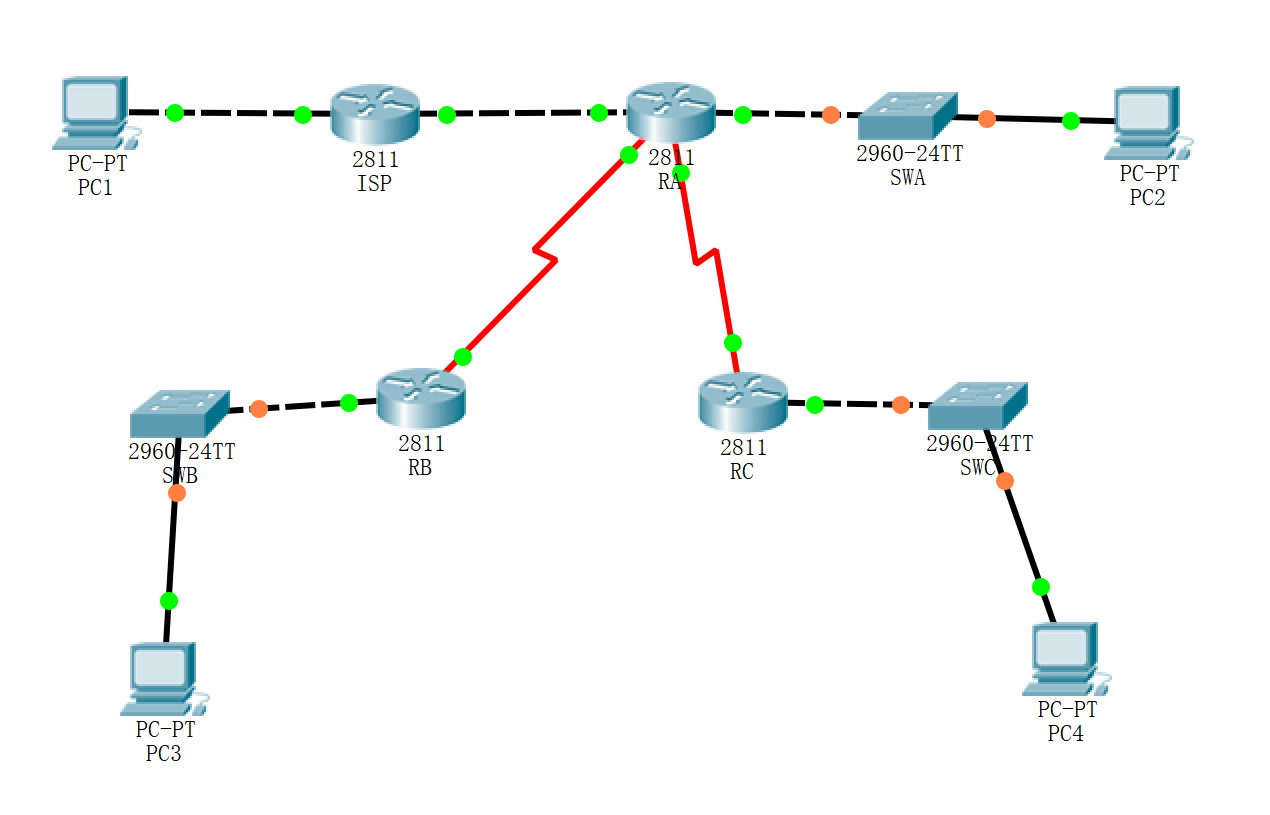 PC-PT
PC1
2811
ISP
2811
RA
2960-24TT
SWA
PC-PT
PC2
2960-24TT
SWB
2811
RB
2811
RC
2960-24TT
SWC
PC-PT
PC3
PC-PT
PC4